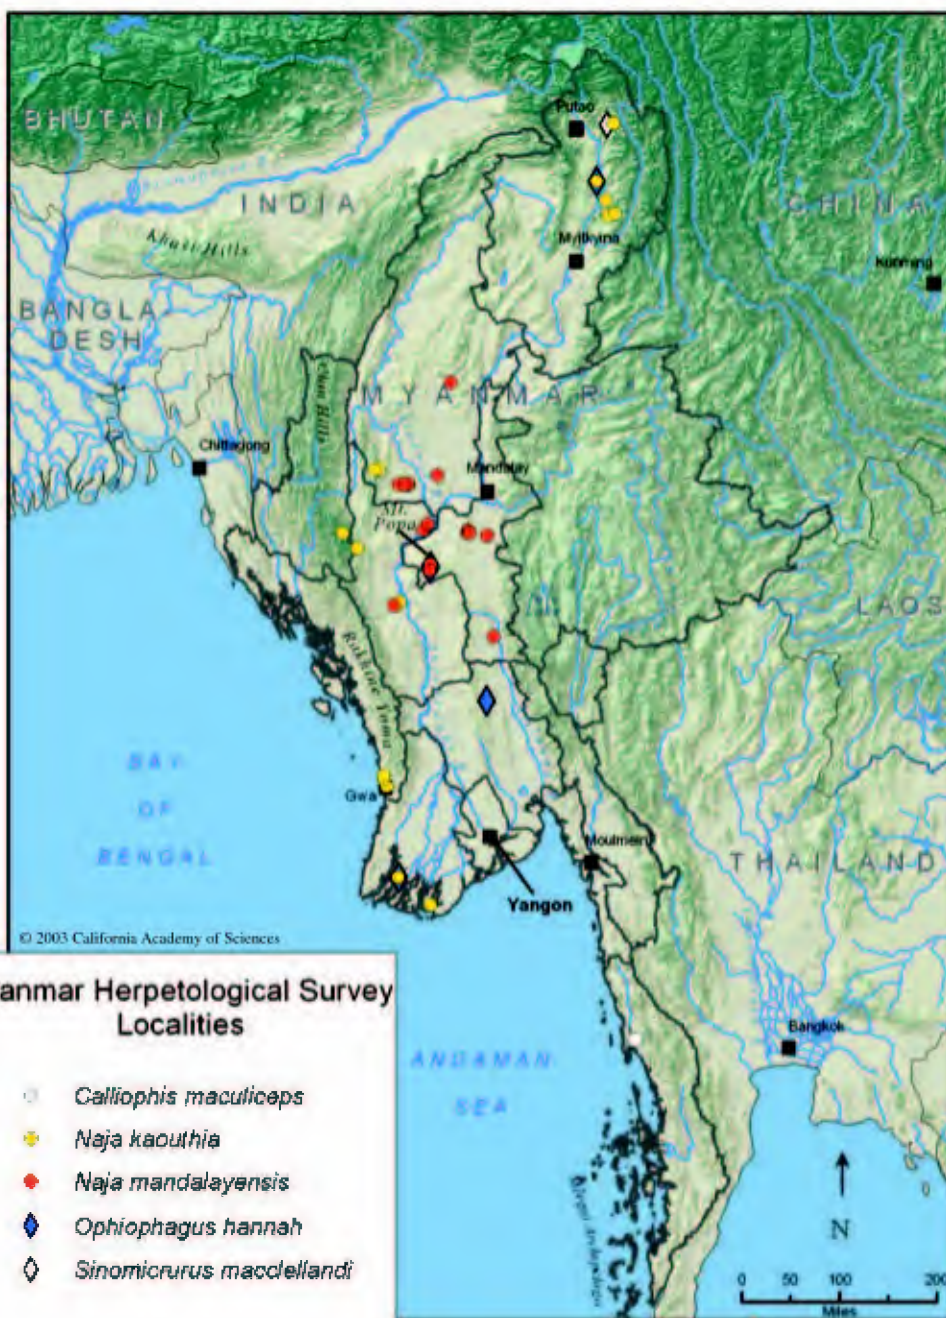 BHUTAN
Putao
INDIA
CHINA
Khasi Hills
Myitkyina
Kunming
BANGLA-
DESH
Chin Hills
MYANMAR
Chittagong
Mandalay
Mt.
Popa
LAOS
Rakhine Yoma
BAY
OF
BENGAL
Gwa
Moulmein
THAILAND
Yangon
© 2003 California Academy of Sciences
anmar Herpetological Survey
Localities
Bangkok
ANDAMAN
SEA
Calliophis maculiceps
Naja kaouthia
Naja mandalayensis
Ophiophagus hannah
Sinomicrurus macclellandi
Mergui Archipelago
N
0 50 100 200
Miles